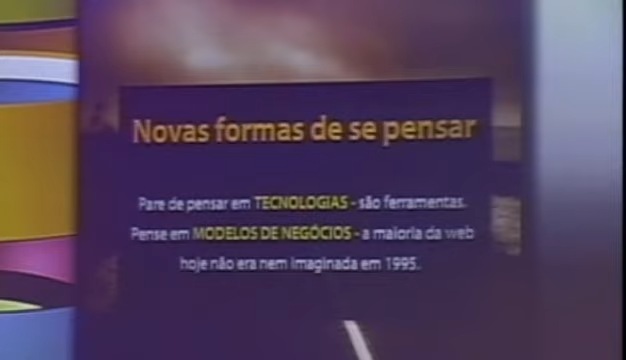 Novas formas de se pensar
Pare de pensar em TECNOLOGIAS - são ferramentas.
Pense em MODELOS DE NEGÓCIOS - a maioria da web
hoje não era nem imaginada em 1995.